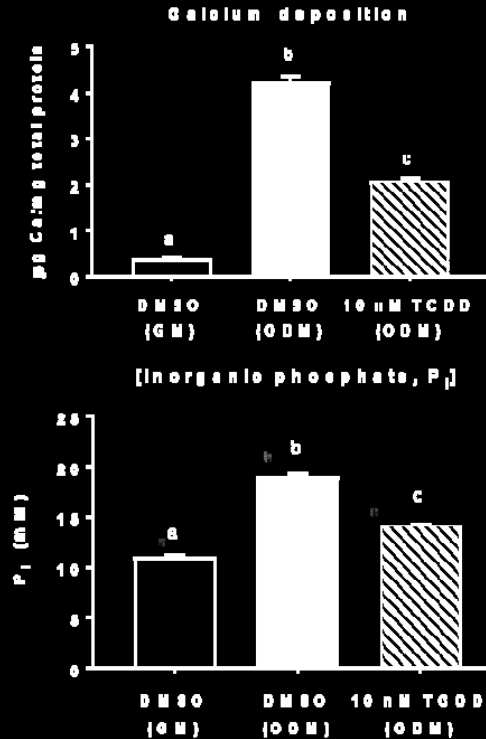 Calcium deposition
µg Ca/mg total protein
5
4
3
2
1
0
a
b
c
DMSO DMSO 10 nM TCDD
(GM) (ODM) (ODM)
[Inorganic phosphate, Pi]
Pi (mM)
25
20
15
10
5
0
a
b
c
DMSO DMSO 10 nM TCDD
(GM) (ODM) (ODM)